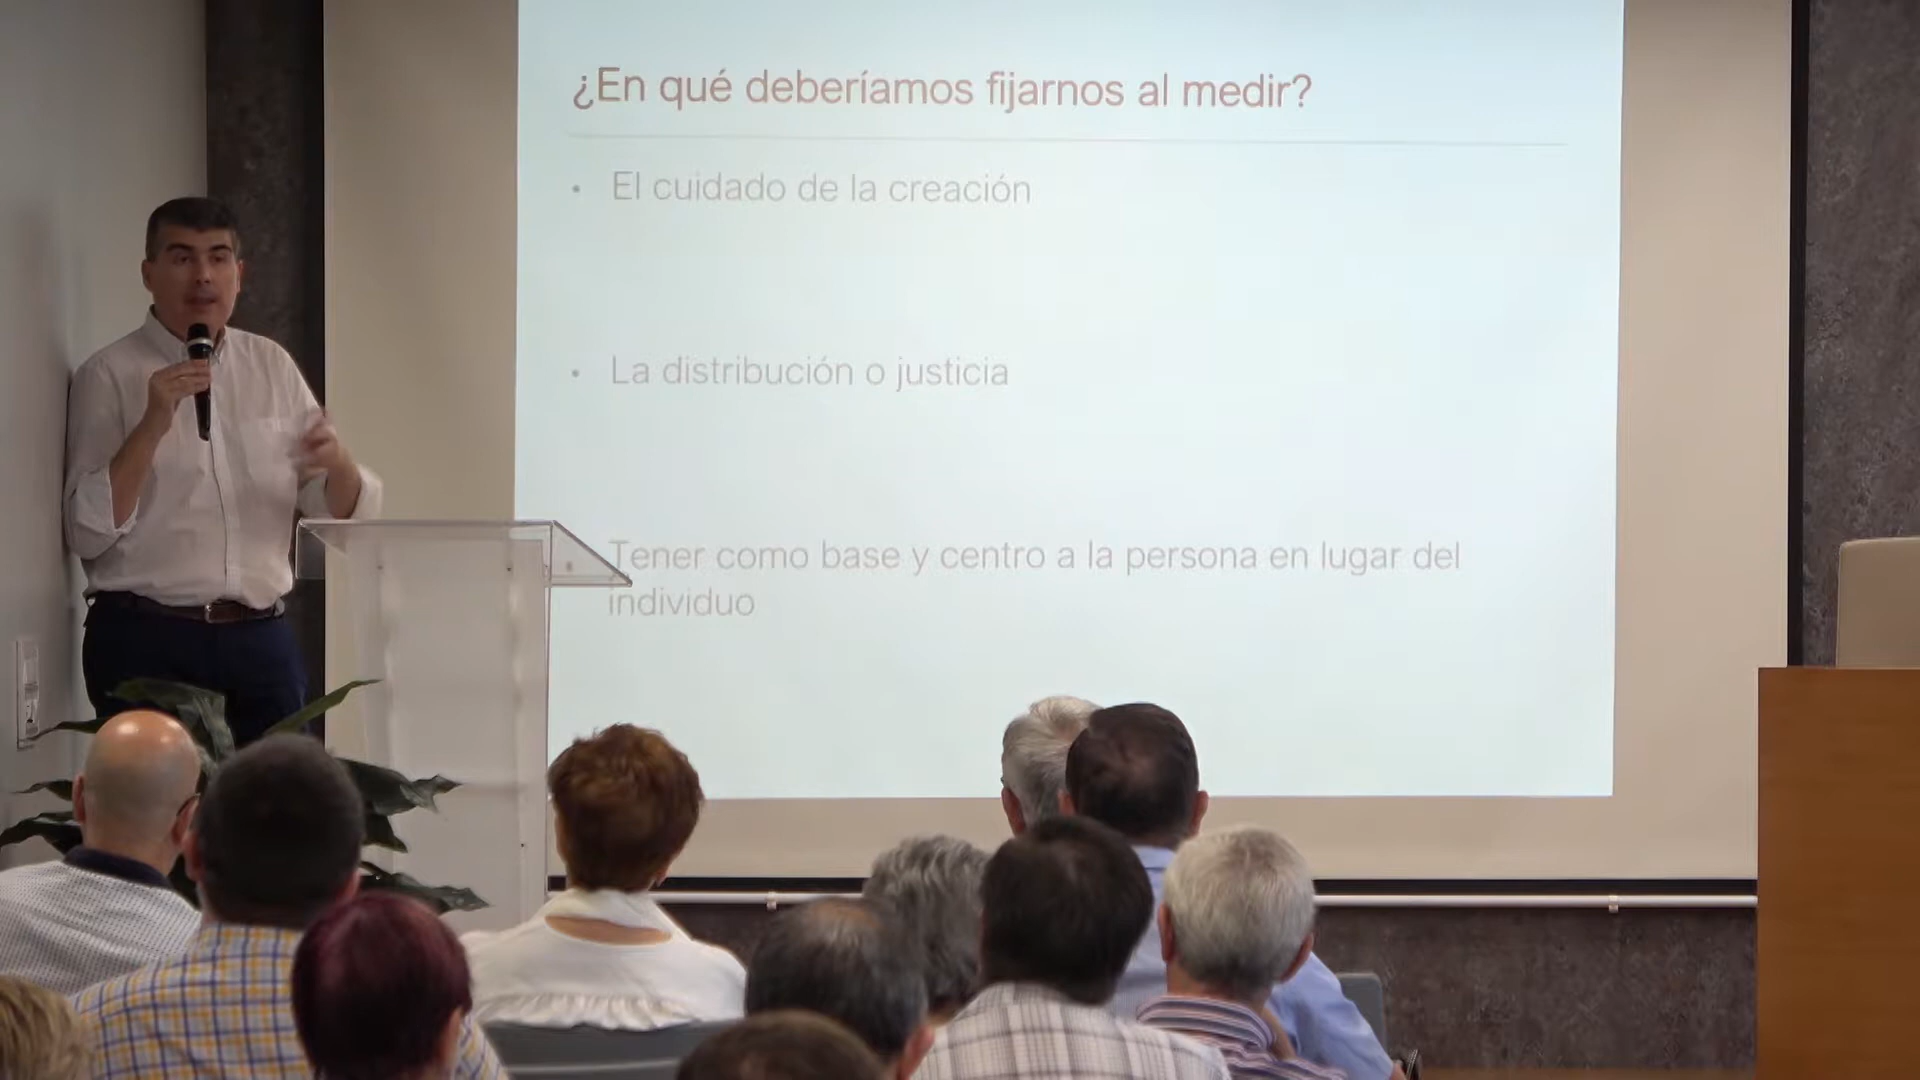 ¿En qué deberíamos fijarnos al medir?
• El cuidado de la creación
• La distribución o justicia
Tener como base y centro a la persona en lugar del
individuo